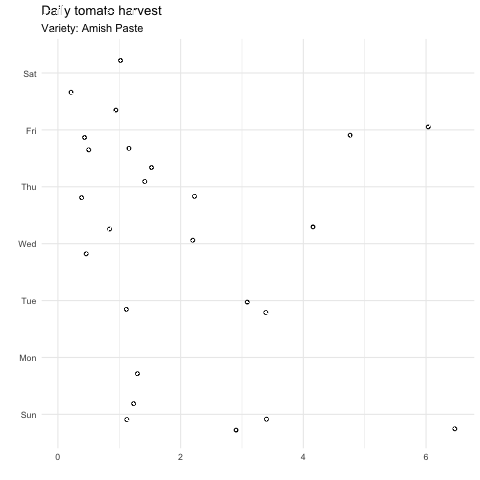 Daily tomato harvest
Variety: Amish Paste
Sat
Fri
Thu
Wed
Tue
Mon
Sun
0 2 4 6